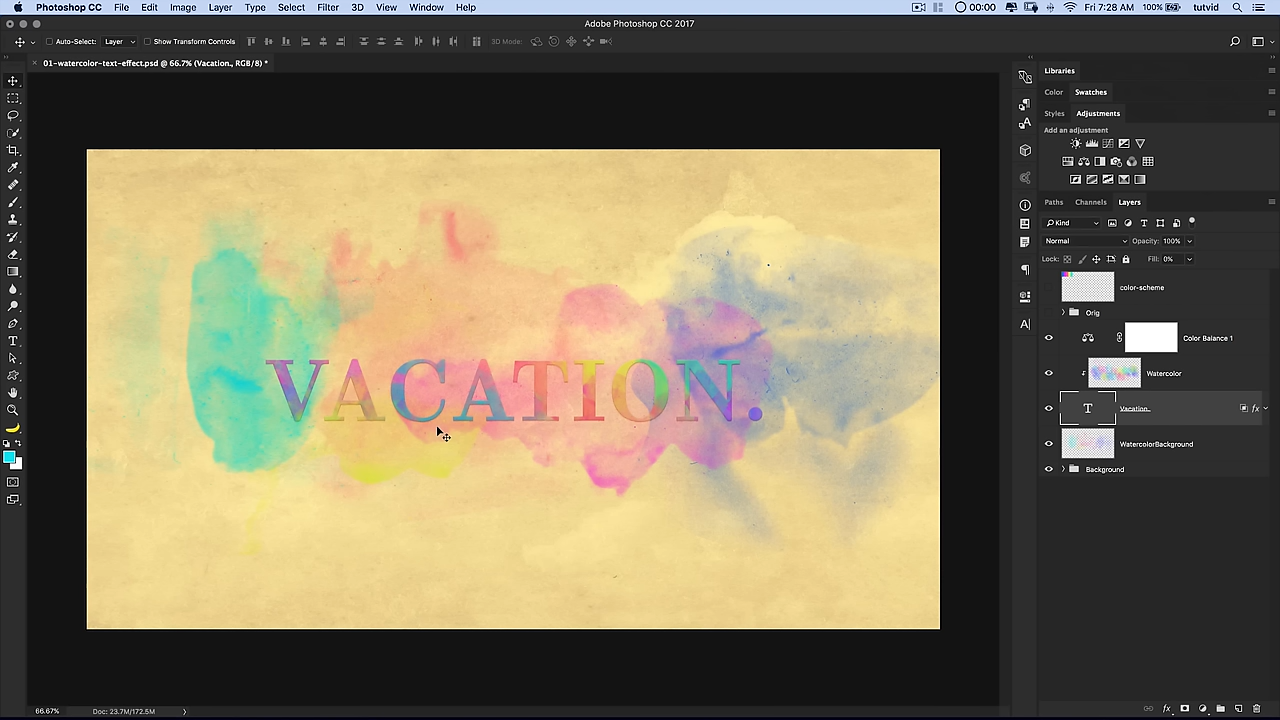 Photoshop CC File Edit Image Layer Type Select Filter 3D View Window Help 00:00 Fri 7:28 AM 100% tutvid
Adobe Photoshop CC 2017
Auto-Select: Layer Show Transform Controls 3D Mode:
× 01-watercolor-text-effect.psd @ 66.7% (Vacation., RGB/8) *
Libraries
Color Swatches
Styles Adjustments
Add an adjustment
Paths Channels Layers
Kind
Normal Opacity: 100%
Lock: Fill: 0%
color-scheme
Orig
Color Balance 1
Watercolor
T Vacation. fx
WatercolorBackground
Background
VACATION.
66.67% Doc: 23.7M/172.5M
fx